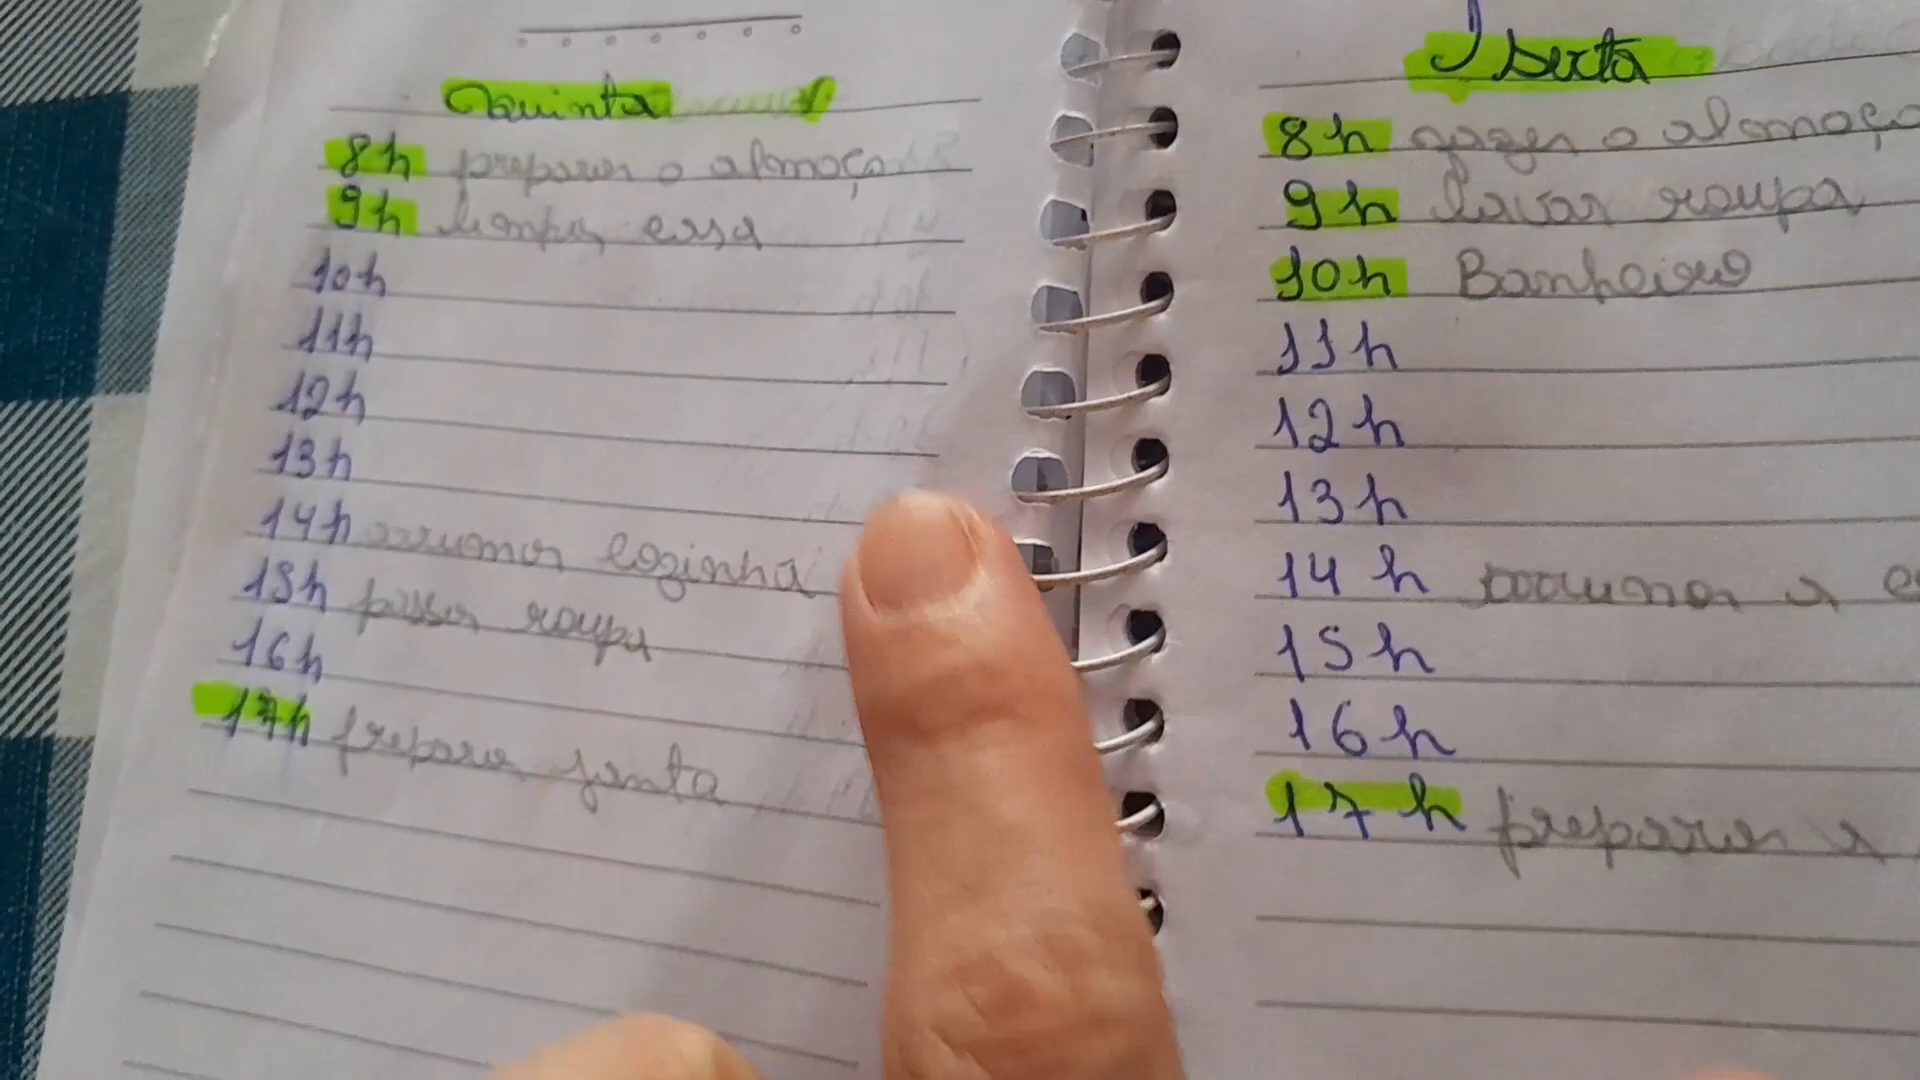 Quinta
8h preparar o almoço
9h limpar casa
10h
11h
12h
13h
14h arrumar cozinha
15h passar roupa
16h
17h preparar janta
Sexta
8h fazer o almoço
9h lavar roupa
10h Banheiro
11h
12h
13h
14h arrumar a
15h
16h
17h preparar a